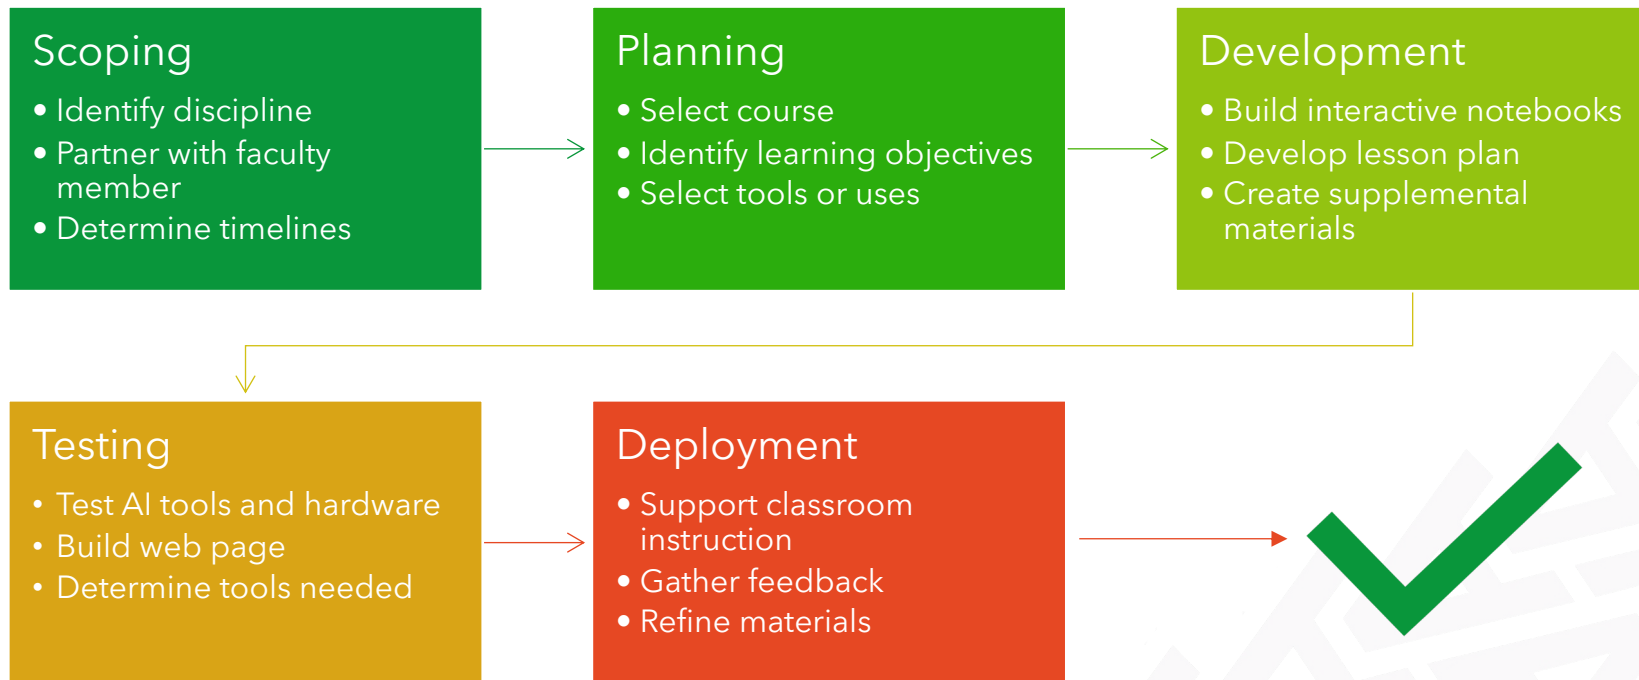 Scoping
• Identify discipline
• Partner with faculty
member
• Determine timelines
Planning
• Select course
• Identify learning objectives
• Select tools or uses
Development
• Build interactive notebooks
• Develop lesson plan
• Create supplemental
materials
Testing
• Test AI tools and hardware
• Build web page
• Determine tools needed
Deployment
• Support classroom
instruction
• Gather feedback
• Refine materials